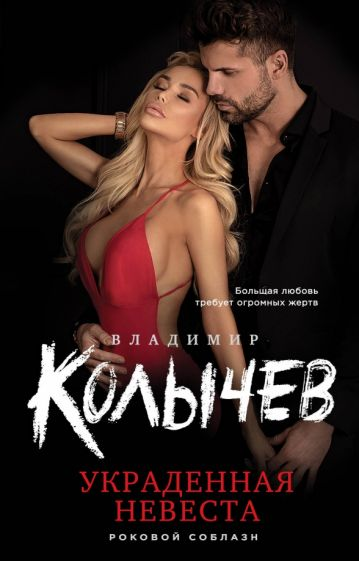 Большая любовь
требует огромных жертв
ВЛАДИМИР
КОЛЫЧЕВ
УКРАДЕННАЯ
НЕВЕСТА
РОКОВОЙ СОБЛАЗН